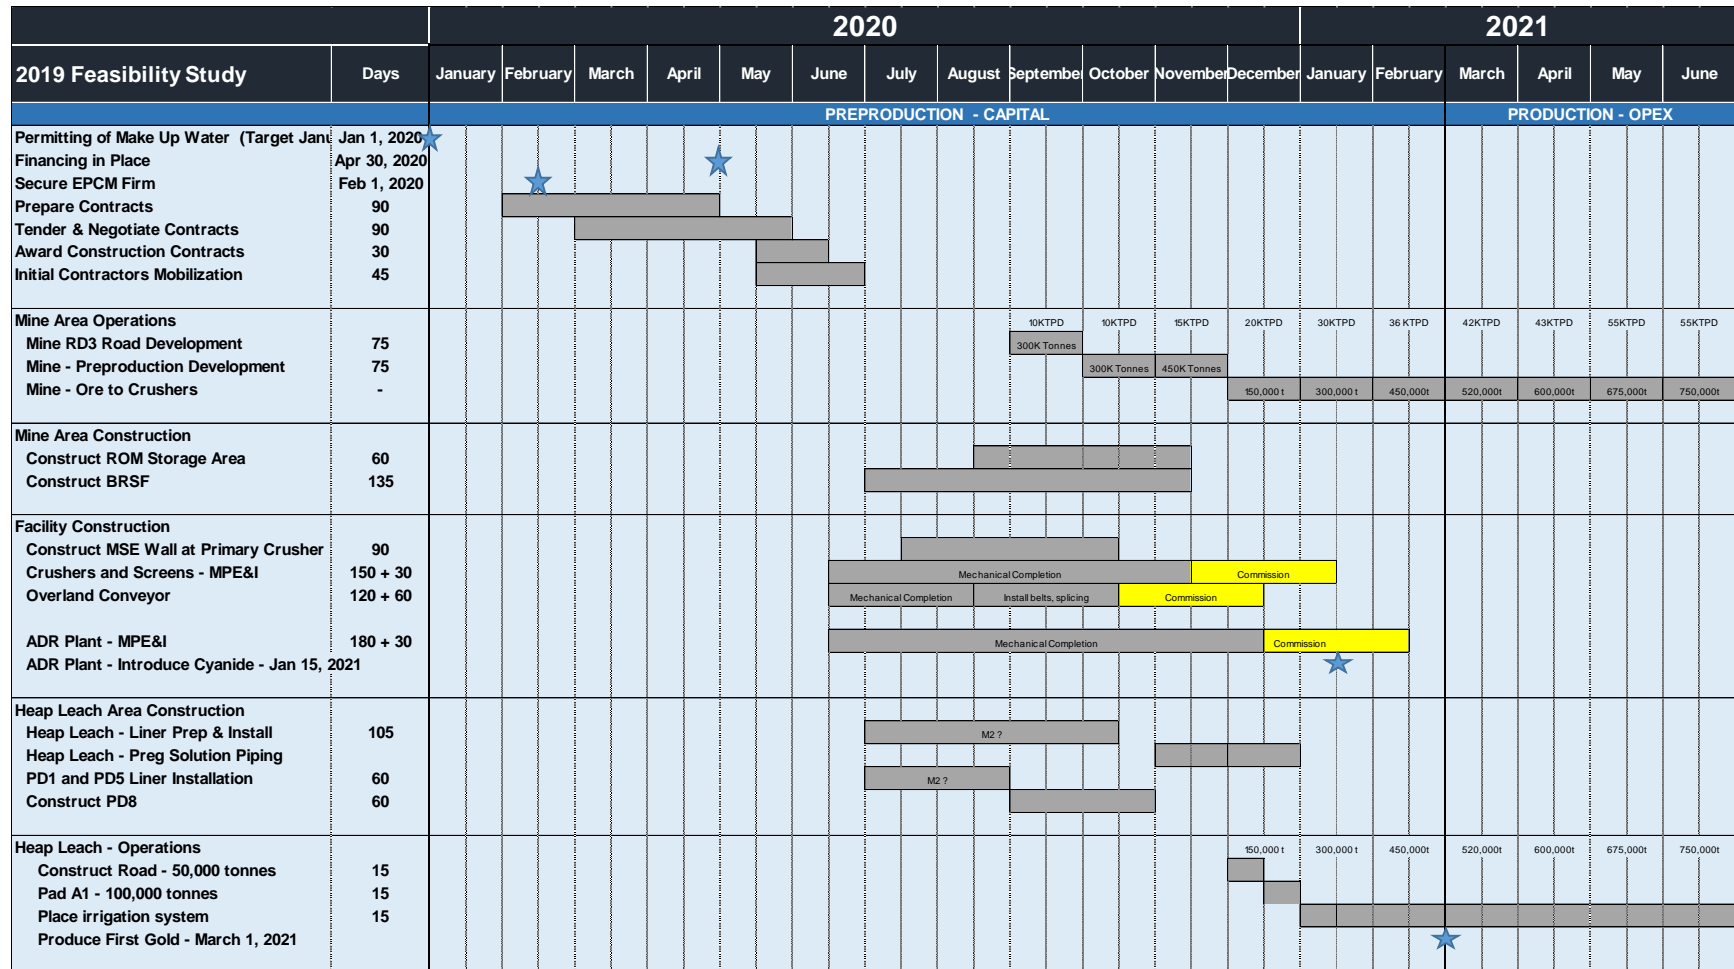 2020 2021
2019 Feasibility Study Days January February March April May June July August September October November December January February March April May June
PREPRODUCTION - CAPITAL PRODUCTION - OPEX
Permitting of Make Up Water (Target Janu Jan 1, 2020
Financing in Place Apr 30, 2020
Secure EPCM Firm Feb 1, 2020
Prepare Contracts 90
Tender & Negotiate Contracts 90
Award Construction Contracts 30
Initial Contractors Mobilization 45
Mine Area Operations 10KTPD 10KTPD 15KTPD 20KTPD 30KTPD 36 KTPD 42KTPD 43KTPD 55KTPD 55KTPD
Mine RD3 Road Development 75 300K Tonnes
Mine - Preproduction Development 75 300K Tonnes 450K Tonnes
Mine - Ore to Crushers - 150,000 t 300,000 t 450,000t 520,000t 600,000t 675,000t 750,000t
Mine Area Construction
Construct ROM Storage Area 60
Construct BRSF 135
Facility Construction
Construct MSE Wall at Primary Crusher 90
Crushers and Screens - MPE&I 150 + 30 Mechanical Completion Commission
Overland Conveyor 120 + 60 Mechanical Completion Install belts, splicing Commission
ADR Plant - MPE&I 180 + 30 Mechanical Completion Commission
ADR Plant - Introduce Cyanide - Jan 15, 2021
Heap Leach Area Construction
Heap Leach - Liner Prep & Install 105 M2 ?
Heap Leach - Preg Solution Piping
PD1 and PD5 Liner Installation 60 M2 ?
Construct PD8 60
Heap Leach - Operations 150,000 t 300,000 t 450,000t 520,000t 600,000t 675,000t 750,000t
Construct Road - 50,000 tonnes 15
Pad A1 - 100,000 tonnes 15
Place irrigation system 15
Produce First Gold - March 1, 2021